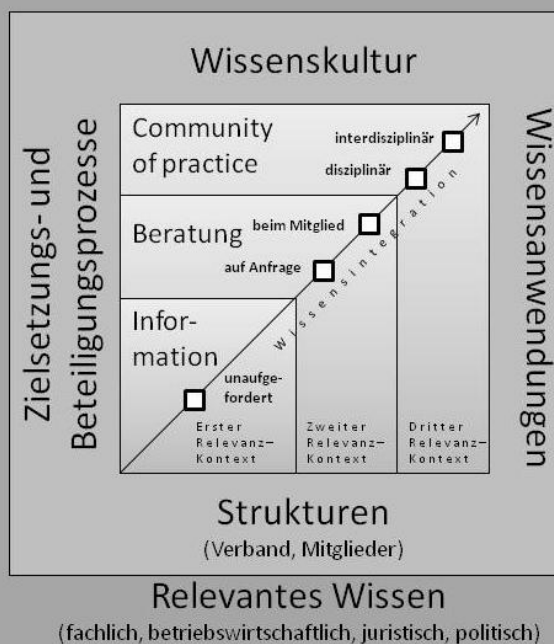 Wissenskultur
Zielsetzungs- und
Beteiligungsprozesse
Community
of practice
interdisziplinär
disziplinär
Beratung
beim Mitglied
auf Anfrage
Wissensintegration
Infor-
mation
unaufge-
fordert
Erster
Relevanz-
Kontext
Zweiter
Relevanz-
Kontext
Dritter
Relevanz-
Kontext
Wissensanwendungen
Strukturen
(Verband, Mitglieder)
Relevantes Wissen
(fachlich, betriebswirtschaftlich, juristisch, politisch)